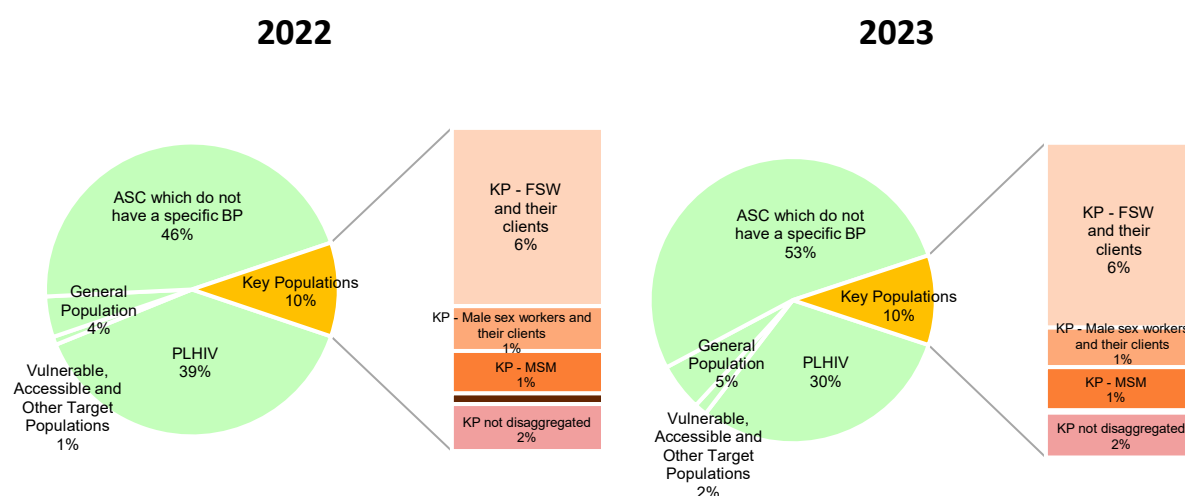 2022
ASC which do not
have a specific BP
46%
General
Population
4%
Vulnerable,
Accessible and
Other Target
Populations
1%
PLHIV
39%
Key Populations
10%
KP - FSW
and their
clients
6%
KP - Male sex workers and
their clients
1%
KP - MSM
1%
KP not disaggregated
2%
2023
ASC which do not
have a specific BP
53%
General
Population
5%
Vulnerable,
Accessible and
Other Target
Populations
2%
PLHIV
30%
Key Populations
10%
KP - FSW
and their
clients
6%
KP - Male sex workers
and their clients
1%
KP - MSM
1%
KP not disaggregated
2%